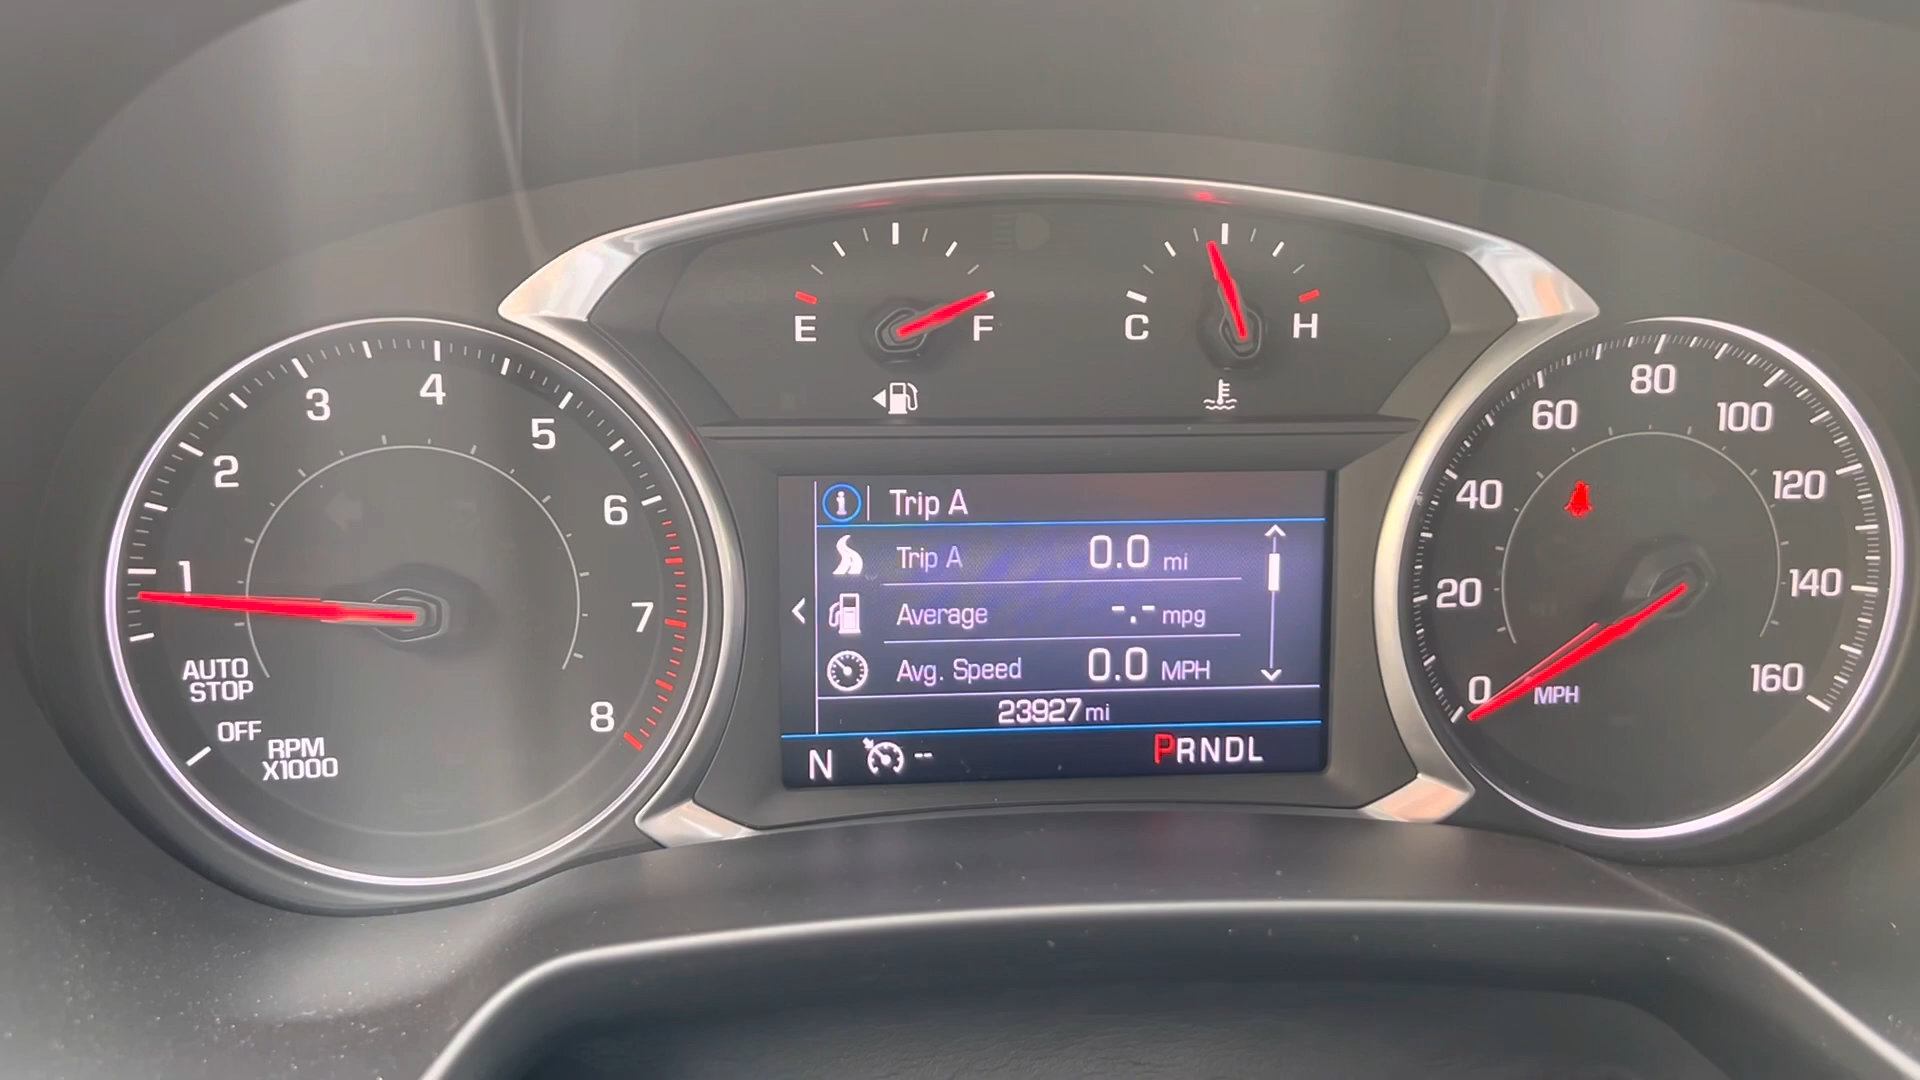 E
F
C
H
1
2
3
4
5
6
7
8
AUTO
STOP
OFF
RPM
X1000
Trip A
Trip A 0.0 mi
Average -.- mpg
Avg. Speed 0.0 MPH
23927 mi
N -- PRNDL
0
20
40
60
80
100
120
140
160
MPH